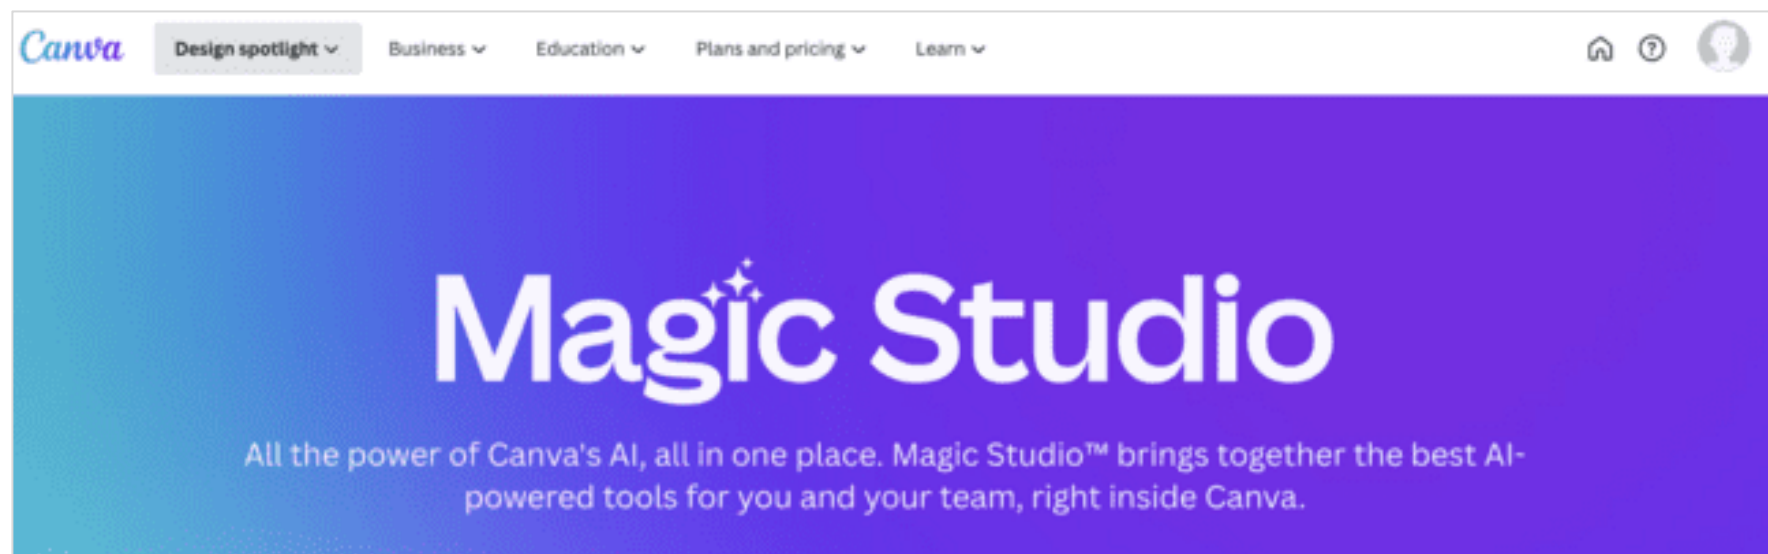 Canva Design spotlight Business Education Plans and pricing Learn
Magic Studio
All the power of Canva's AI, all in one place. Magic Studio™ brings together the best AI-
powered tools for you and your team, right inside Canva.